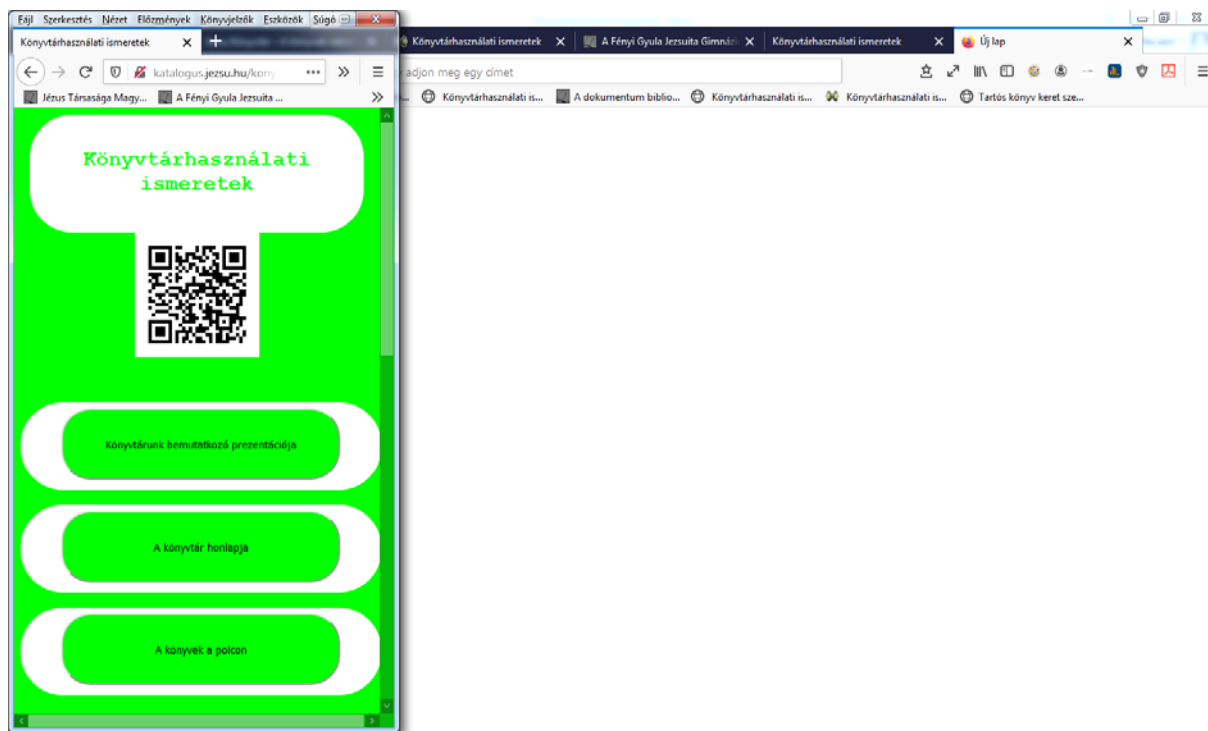 Fájl Szerkesztés Nézet Előzmények Könyvjelzők Eszközök Súgó
Könyvtárhasználati ismeretek
Könyvtárhasználati ismeretek
A Fényi Gyula Jezsuita Gimnázi
Könyvtárhasználati ismeretek
Új lap
katalogus.jezsu.hu/kony
adjon meg egy címet
Jézus Társasága Magy...
A Fényi Gyula Jezsuita ...
Könyvtárhasználati is...
A dokumentum biblio...
Könyvtárhasználati is...
Könyvtárhasználati is...
Tartós könyv keret sze...
Könyvtárhasználati
ismeretek
Könyvtárunk bemutatkozó prezentációja
A könyvtár honlapja
A könyvek a polcon